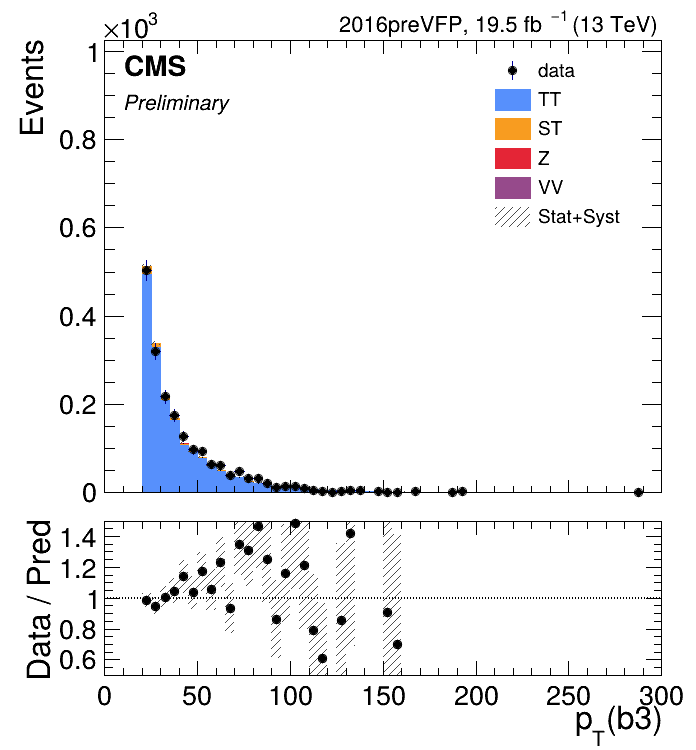 ×10³
2016preVFP, 19.5 fb⁻¹ (13 TeV)
Events
1
0.8
0.6
0.4
0.2
0
CMS
Preliminary
data
TT
ST
Z
VV
Stat+Syst
Data / Pred
1.4
1.2
1
0.8
0.6
0 50 100 150 200 250 300
p_T(b3)